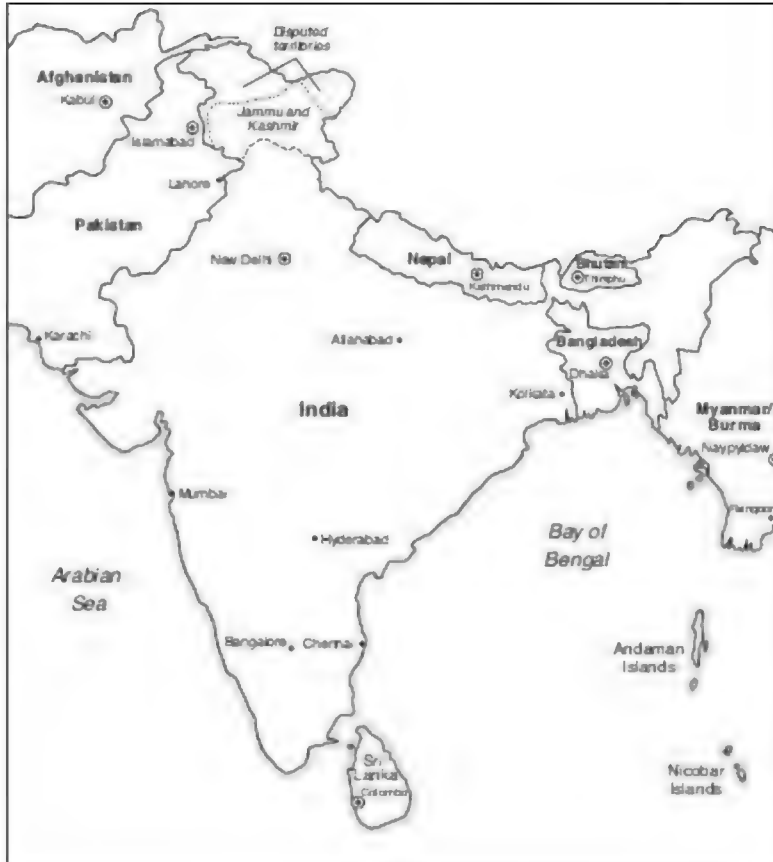 Disputed
territories
Afghanistan
Kabul
Jammu and
Kashmir
Islamabad
Lahore
Pakistan
New Delhi
Nepal
Kathmandu
Bhutan
Thimphu
Karachi
Allahabad
Bangladesh
Dhaka
Kolkata
India
Myanmar/
Burma
Naypyidaw
Mumbai
Rangoon
Hyderabad
Bay of
Bengal
Arabian
Sea
Bangalore
Chennai
Andaman
Islands
Sri
Lanka
Colombo
Nicobar
Islands